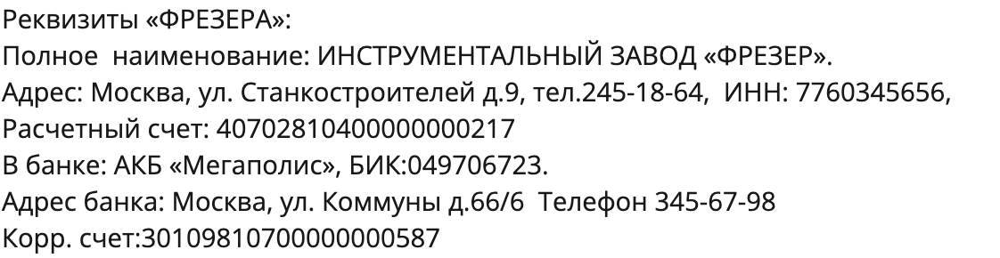 Реквизиты «ФРЕЗЕРА»:
Полное  наименование: ИНСТРУМЕНТАЛЬНЫЙ ЗАВОД «ФРЕЗЕР».
Адрес: Москва, ул. Станкостроителей д.9, тел.245-18-64,  ИНН: 7760345656,
Расчетный счет: 40702810400000000217
В банке: АКБ «Мегаполис», БИК:049706723.
Адрес банка: Москва, ул. Коммуны д.66/6  Телефон 345-67-98
Корр. счет:30109810700000000587